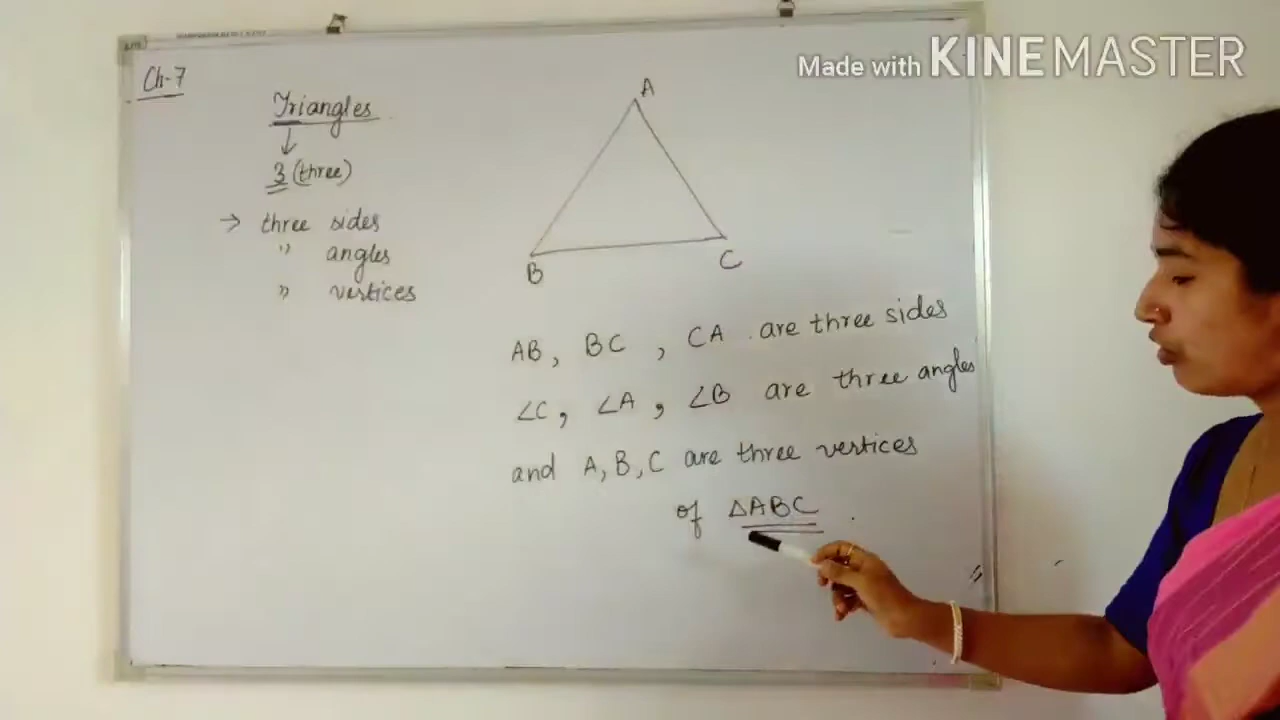 Made with KINEMASTER
Ch-7
Triangles
↓
3 (three)
→ three sides
" angles
" vertices
A
B
C
AB, BC, CA are three sides
∠C, ∠A, ∠B are three angles
and A, B, C are three vertices
of ΔABC